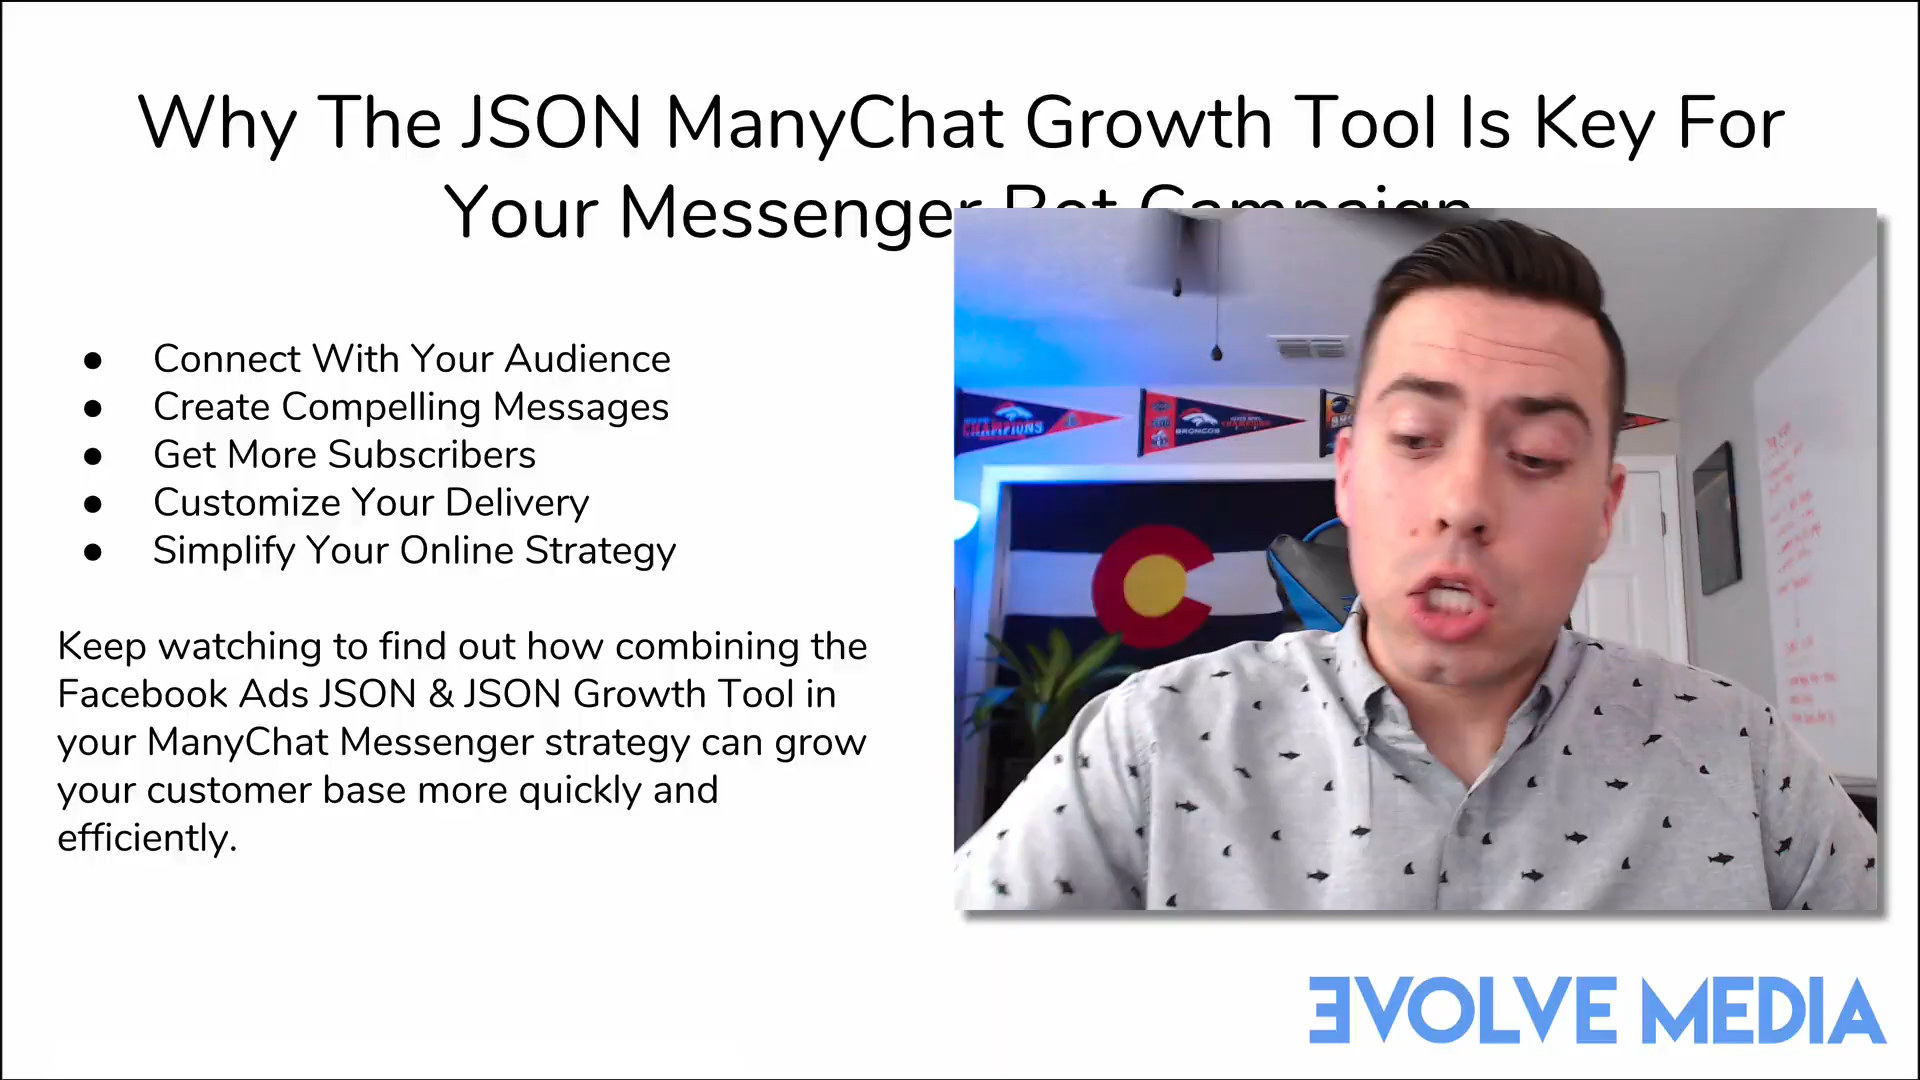 Why The JSON ManyChat Growth Tool Is Key For
Your Messenger Bot Campaign
● Connect With Your Audience
● Create Compelling Messages
● Get More Subscribers
● Customize Your Delivery
● Simplify Your Online Strategy
Keep watching to find out how combining the
Facebook Ads JSON & JSON Growth Tool in
your ManyChat Messenger strategy can grow
your customer base more quickly and
efficiently.
CHAMPIONS
BRONCOS
EVOLVE MEDIA